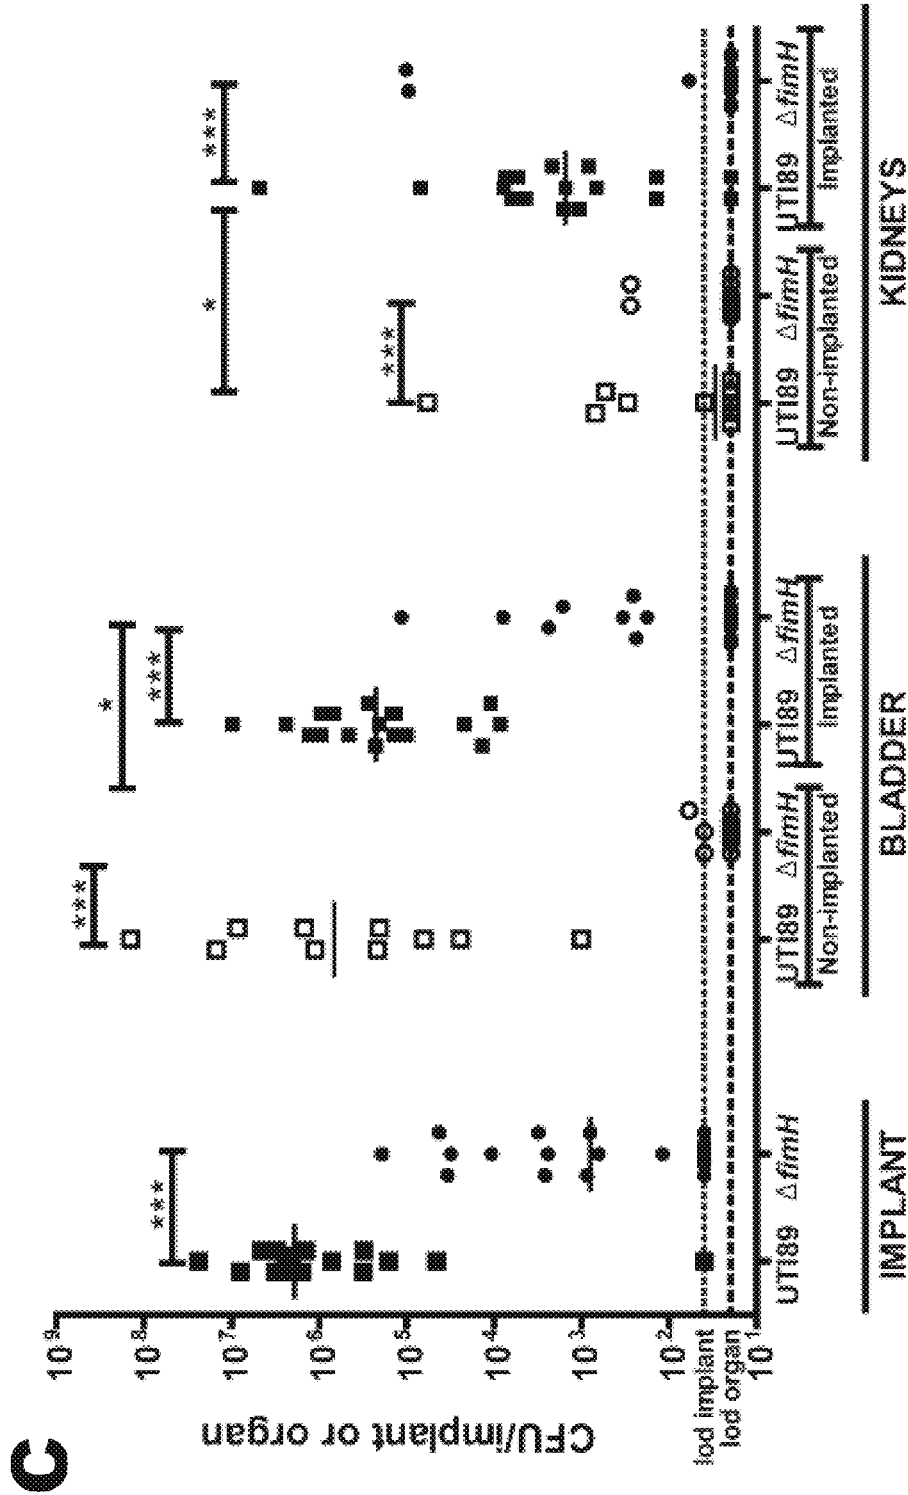 C
CFU/implant or organ
10^9
10^8
10^7
10^6
10^5
10^4
10^3
10^2
10^1
lod implant
lod organ
***
***
*
***
*
***
***
UTI89 ΔfimH
UTI89 ΔfimH UTI89 ΔfimH
Non-implanted Implanted
UTI89 ΔfimH UTI89 ΔfimH
Non-implanted Implanted
IMPLANT
BLADDER
KIDNEYS